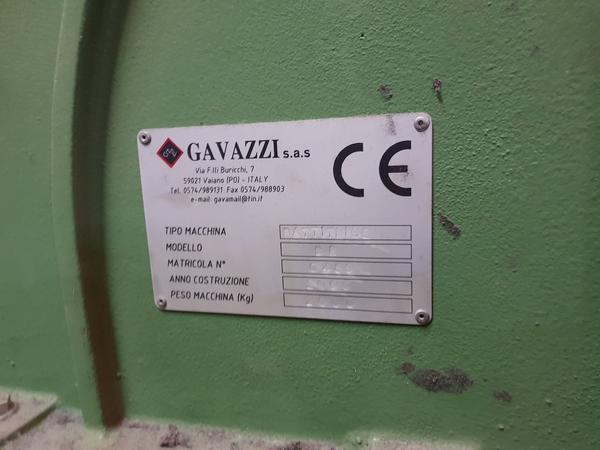 GAVAZZI s.a.s
Via F.lli Buricchi, 7
59021 Vaiano (PO) - ITALY
Tel. 0574/989131 Fax 0574/988903
e-mail: gavamail@tin.it
CE
TIPO MACCHINA
MODELLO
MATRICOLA N°
ANNO COSTRUZIONE
PESO MACCHINA (Kg)